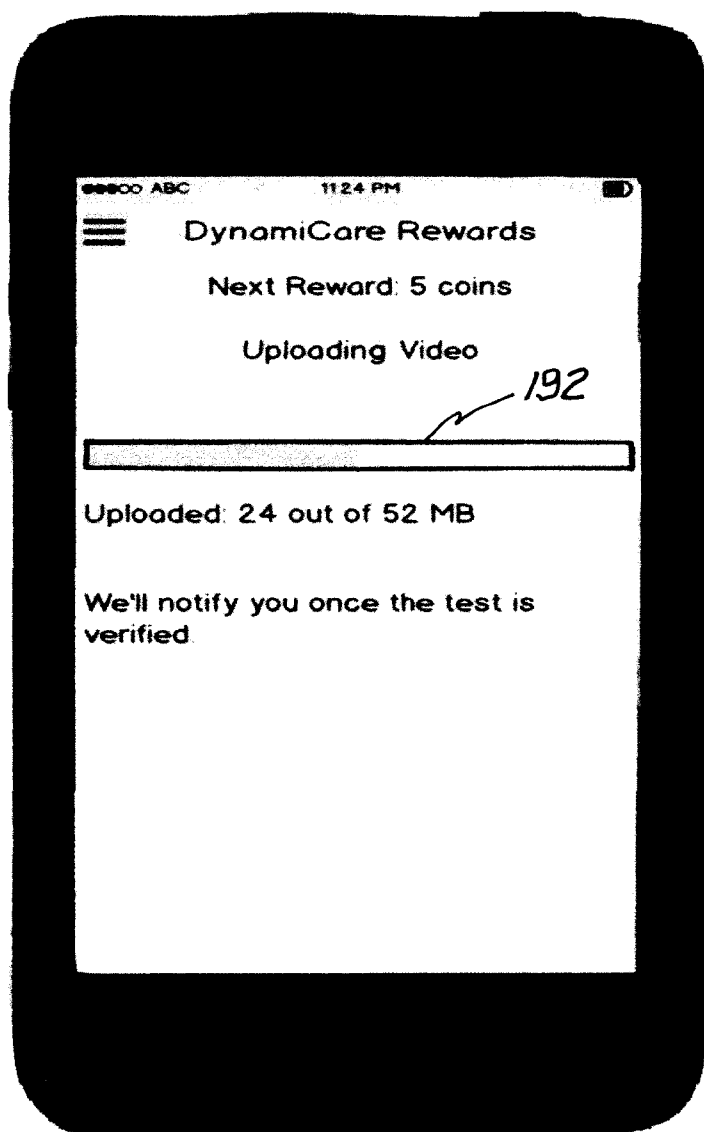 ABC 11:24 PM
DynamiCare Rewards
Next Reward: 5 coins
Uploading Video
192
Uploaded: 24 out of 52 MB
We'll notify you once the test is
verified.